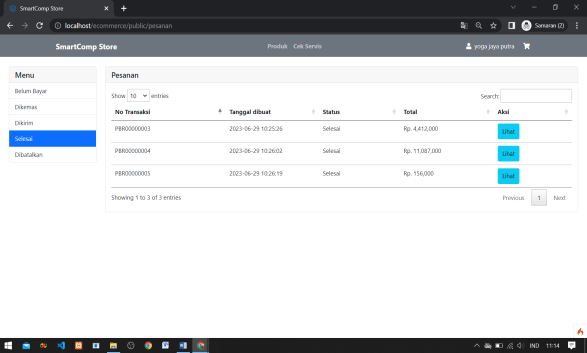 SmartComp Store
localhost/ecommerce/public/pesanan
Samaran (2)
SmartComp Store
Produk Cek Servis
yoga jaya putra
Menu
Belum Bayar
Dikemas
Dikirim
Selesai
Dibatalkan
Pesanan
Show 10 entries
Search:
No Transaksi Tanggal dibuat Status Total Aksi
PBR00000003 2023-06-29 10:25:26 Selesai Rp. 4,412,000 Lihat
PBR00000004 2023-06-29 10:26:02 Selesai Rp. 11,087,000 Lihat
PBR00000005 2023-06-29 10:26:19 Selesai Rp. 156,000 Lihat
Showing 1 to 3 of 3 entries
Previous 1 Next
IND 11:14